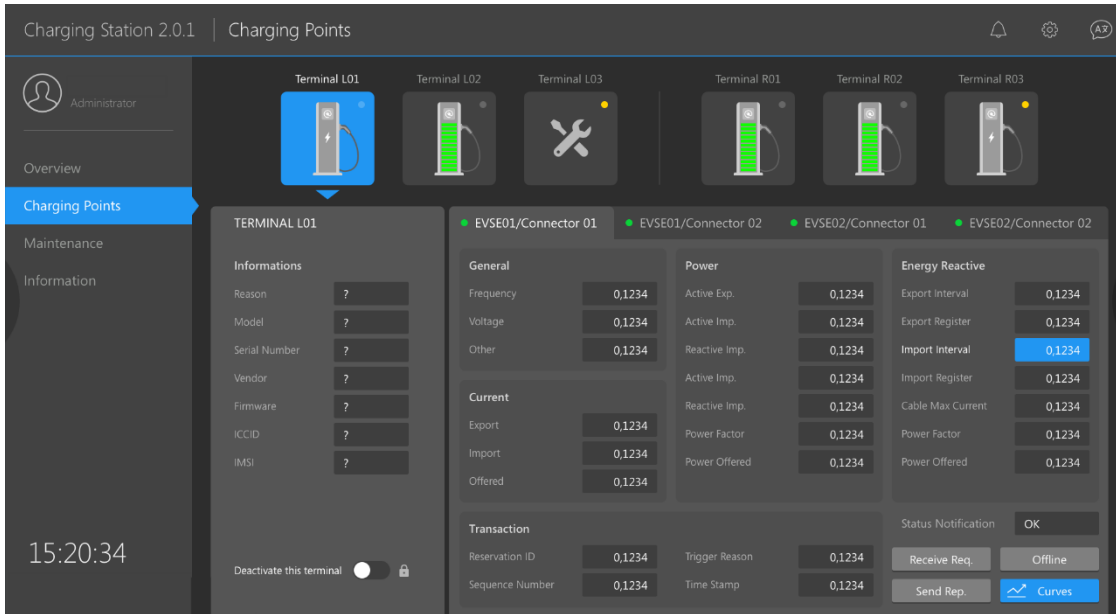 Charging Station 2.0.1 Charging Points
Administrator
Overview
Charging Points
Maintenance
Information
15:20:34
Terminal L01 Terminal L02 Terminal L03 Terminal R01 Terminal R02 Terminal R03
TERMINAL L01
Informations
Reason ?
Model ?
Serial Number ?
Vendor ?
Firmware ?
ICCID ?
IMSI ?
Deactivate this terminal
EVSE01/Connector 01 EVSE01/Connector 02 EVSE02/Connector 01 EVSE02/Connector 02
General
Frequency 0,1234
Voltage 0,1234
Other 0,1234
Current
Export 0,1234
Import 0,1234
Offered 0,1234
Power
Active Exp. 0,1234
Active Imp. 0,1234
Reactive Imp. 0,1234
Active Imp. 0,1234
Reactive Imp. 0,1234
Power Factor 0,1234
Power Offered 0,1234
Energy Reactive
Export Interval 0,1234
Export Register 0,1234
Import Interval 0,1234
Import Register 0,1234
Cable Max Current 0,1234
Power Factor 0,1234
Power Offered 0,1234
Transaction
Reservation ID 0,1234 Trigger Reason 0,1234
Sequence Number 0,1234 Time Stamp 0,1234
Status Notification OK
Receive Req. Offline
Send Rep. Curves